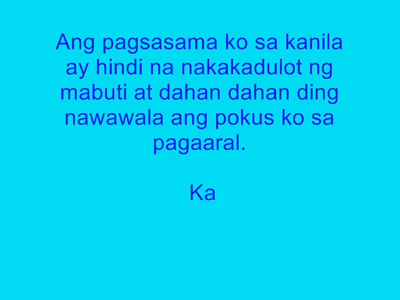 Ang pagsasama ko sa kanila
ay hindi na nakakadulot ng
mabuti at dahan dahan ding
nawawala ang pokus ko sa
pagaaral.
Ka